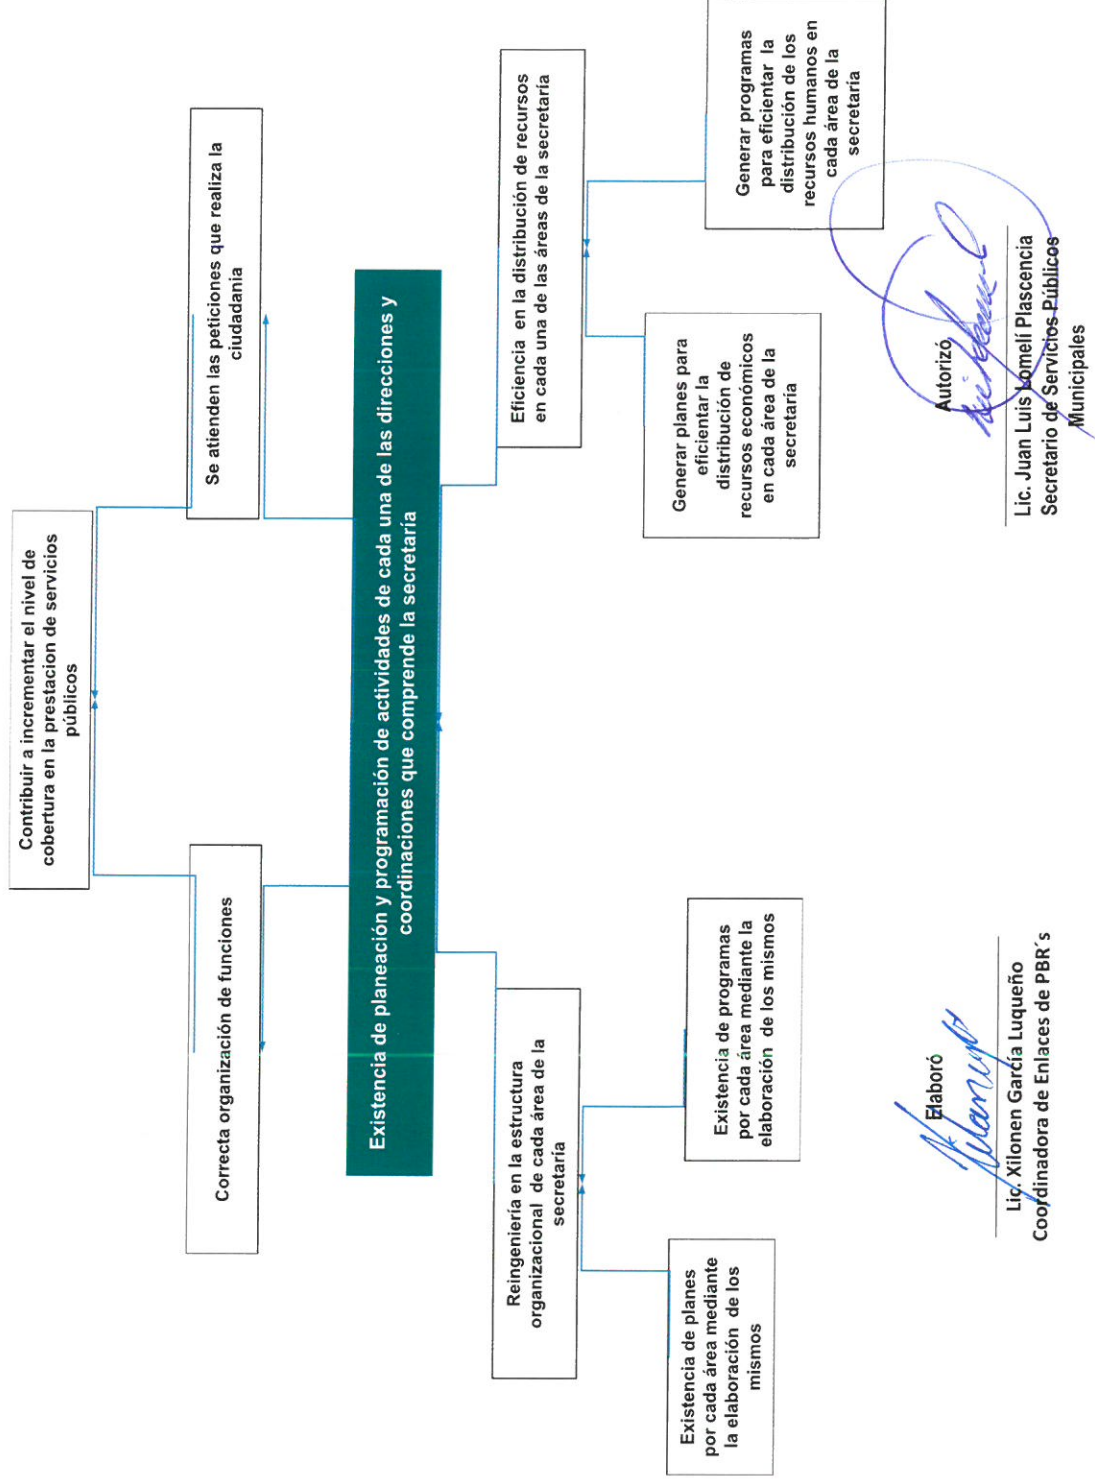 Contribuir a incrementar el nivel de
cobertura en la prestacion de servicios
públicos
Correcta organización de funciones
Se atienden las peticiones que realiza la
ciudadania
Existencia de planeación y programación de actividades de cada una de las direcciones y
coordinaciones que comprende la secretaría
Reingeniería en la estructura
organizacional de cada área de la
secretaría
Eficiencia en la distribución de recursos
en cada una de las áreas de la secretaría
Existencia de planes
por cada área mediante
la elaboración de los
mismos
Existencia de programas
por cada área mediante la
elaboración de los mismos
Generar planes para
eficientar la
distribución de
recursos económicos
en cada área de la
secretaria
Generar programas
para eficientar la
distribución de los
recursos humanos en
cada área de la
secretaría
Elaboró
Lic. Xilonen García Luqueño
Coordinadora de Enlaces de PBR´s
Autorizó
Lic. Juan Luis Lomelí Plascencia
Secretario de Servicios Públicos
Municipales